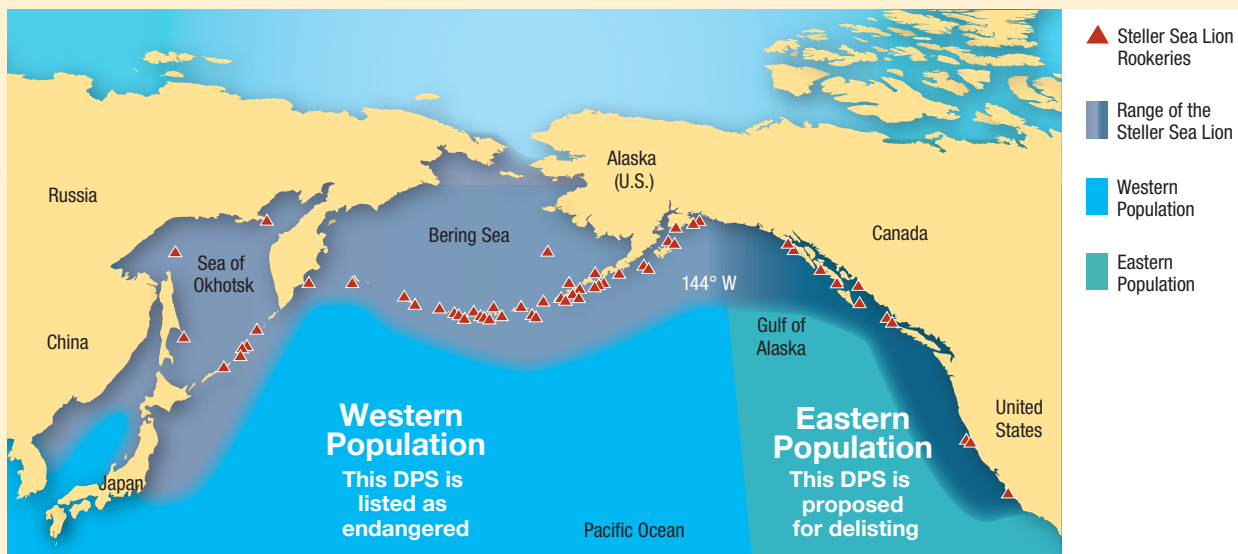 Steller Sea Lion
Rookeries
Range of the
Steller Sea Lion
Western
Population
Eastern
Population
Alaska
(U.S.)
Russia
Bering Sea
Canada
Sea of
Okhotsk
144° W
China
Gulf of
Alaska
Western
Population
This DPS is
listed as
endangered
Eastern
Population
This DPS is
proposed
for delisting
United
States
Japan
Pacific Ocean